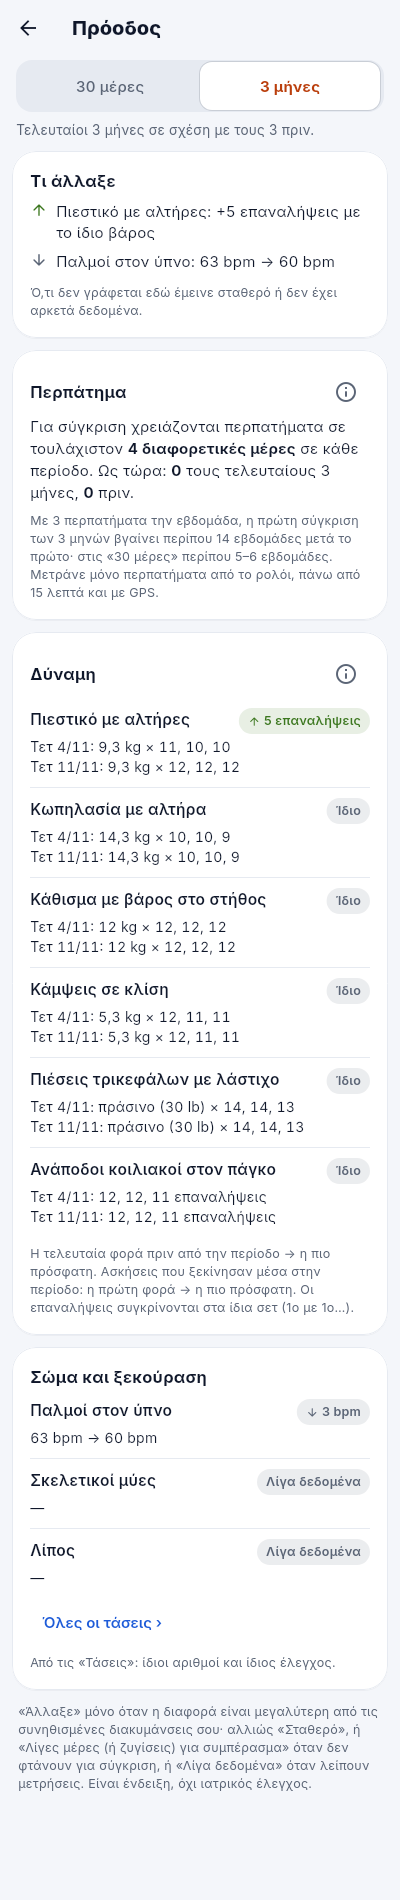 Πρόοδος
30 μέρες
3 μήνες
Τελευταίοι 3 μήνες σε σχέση με τους 3 πριν.
Τι άλλαξε
↑ Πιεστικό με αλτήρες: +5 επαναλήψεις με
το ίδιο βάρος
↓ Παλμοί στον ύπνο: 63 bpm → 60 bpm
Ό,τι δεν γράφεται εδώ έμεινε σταθερό ή δεν έχει
αρκετά δεδομένα.
Περπάτημα
Για σύγκριση χρειάζονται περπατήματα σε
τουλάχιστον 4 διαφορετικές μέρες σε κάθε
περίοδο. Ως τώρα: 0 τους τελευταίους 3
μήνες, 0 πριν.
Με 3 περπατήματα την εβδομάδα, η πρώτη σύγκριση
των 3 μηνών βγαίνει περίπου 14 εβδομάδες μετά το
πρώτο· στις «30 μέρες» περίπου 5–6 εβδομάδες.
Μετράνε μόνο περπατήματα από το ρολόι, πάνω από
15 λεπτά και με GPS.
Δύναμη
Πιεστικό με αλτήρες
↑ 5 επαναλήψεις
Τετ 4/11: 9,3 kg × 11, 10, 10
Τετ 11/11: 9,3 kg × 12, 12, 12
Κωπηλασία με αλτήρα
Ίδιο
Τετ 4/11: 14,3 kg × 10, 10, 9
Τετ 11/11: 14,3 kg × 10, 10, 9
Κάθισμα με βάρος στο στήθος
Ίδιο
Τετ 4/11: 12 kg × 12, 12, 12
Τετ 11/11: 12 kg × 12, 12, 12
Κάμψεις σε κλίση
Ίδιο
Τετ 4/11: 5,3 kg × 12, 11, 11
Τετ 11/11: 5,3 kg × 12, 11, 11
Πιέσεις τρικεφάλων με λάστιχο
Ίδιο
Τετ 4/11: πράσινο (30 lb) × 14, 14, 13
Τετ 11/11: πράσινο (30 lb) × 14, 14, 13
Ανάποδοι κοιλιακοί στον πάγκο
Ίδιο
Τετ 4/11: 12, 12, 11 επαναλήψεις
Τετ 11/11: 12, 12, 11 επαναλήψεις
Η τελευταία φορά πριν από την περίοδο → η πιο
πρόσφατη. Ασκήσεις που ξεκίνησαν μέσα στην
περίοδο: η πρώτη φορά → η πιο πρόσφατη. Οι
επαναλήψεις συγκρίνονται στα ίδια σετ (1ο με 1ο…).
Σώμα και ξεκούραση
Παλμοί στον ύπνο
↓ 3 bpm
63 bpm → 60 bpm
Σκελετικοί μύες
Λίγα δεδομένα
—
Λίπος
Λίγα δεδομένα
—
Όλες οι τάσεις ›
Από τις «Τάσεις»: ίδιοι αριθμοί και ίδιος έλεγχος.
«Άλλαξε» μόνο όταν η διαφορά είναι μεγαλύτερη από τις
συνηθισμένες διακυμάνσεις σου· αλλιώς «Σταθερό», ή
«Λίγες μέρες (ή ζυγίσεις) για συμπέρασμα» όταν δεν
φτάνουν για σύγκριση, ή «Λίγα δεδομένα» όταν λείπουν
μετρήσεις. Είναι ένδειξη, όχι ιατρικός έλεγχος.